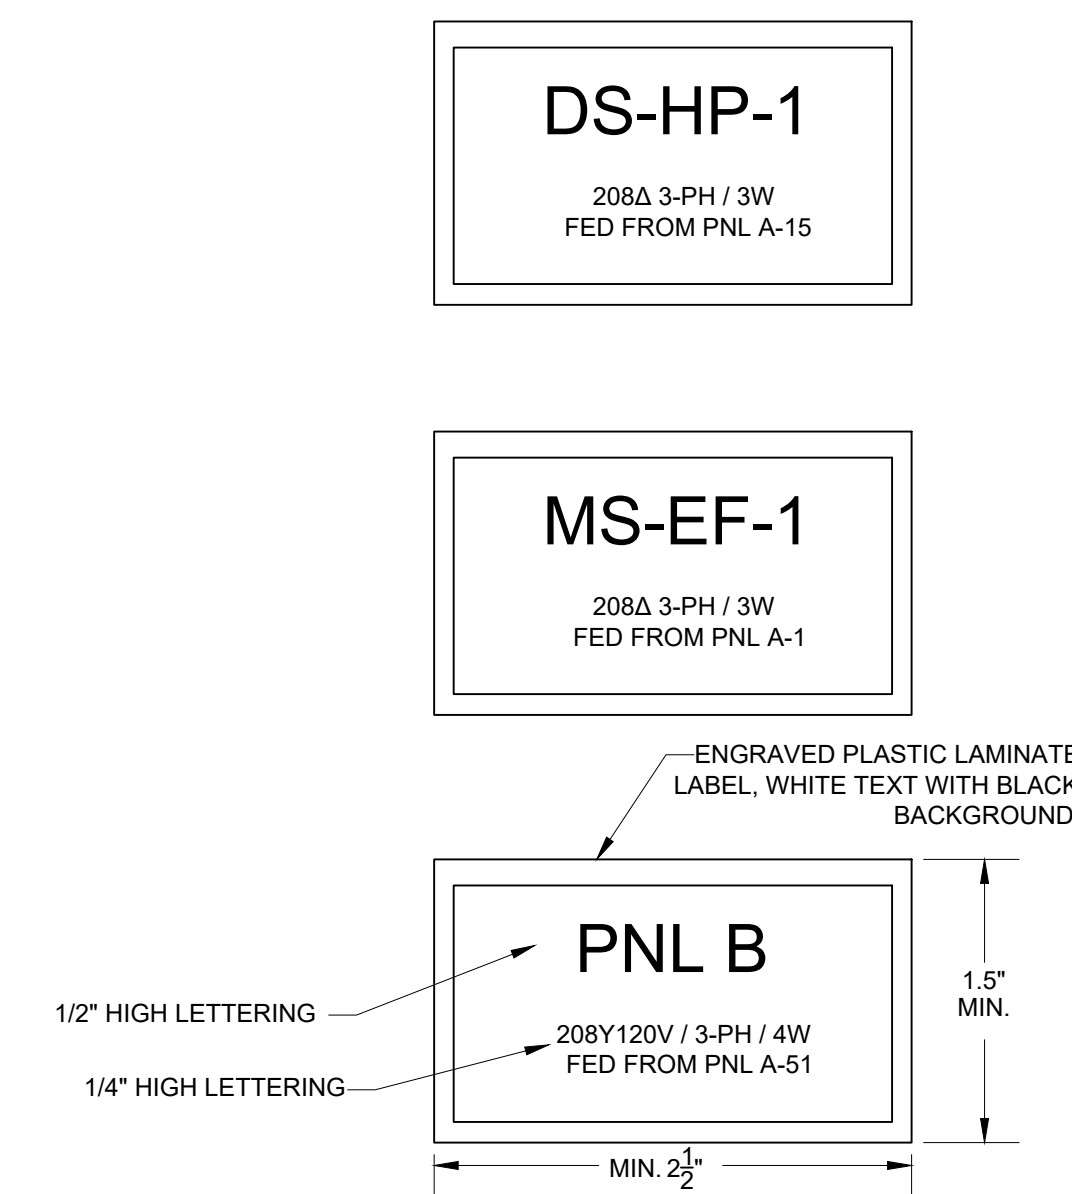 DS-HP-1
208Δ 3-PH / 3W
FED FROM PNL A-15
MS-EF-1
208Δ 3-PH / 3W
FED FROM PNL A-1
ENGRAVED PLASTIC LAMINATE
LABEL, WHITE TEXT WITH BLACK
BACKGROUND
PNL B
1/2" HIGH LETTERING
208Y120V / 3-PH / 4W
FED FROM PNL A-51
1/4" HIGH LETTERING
1.5"
MIN.
MIN. 2 1/2"